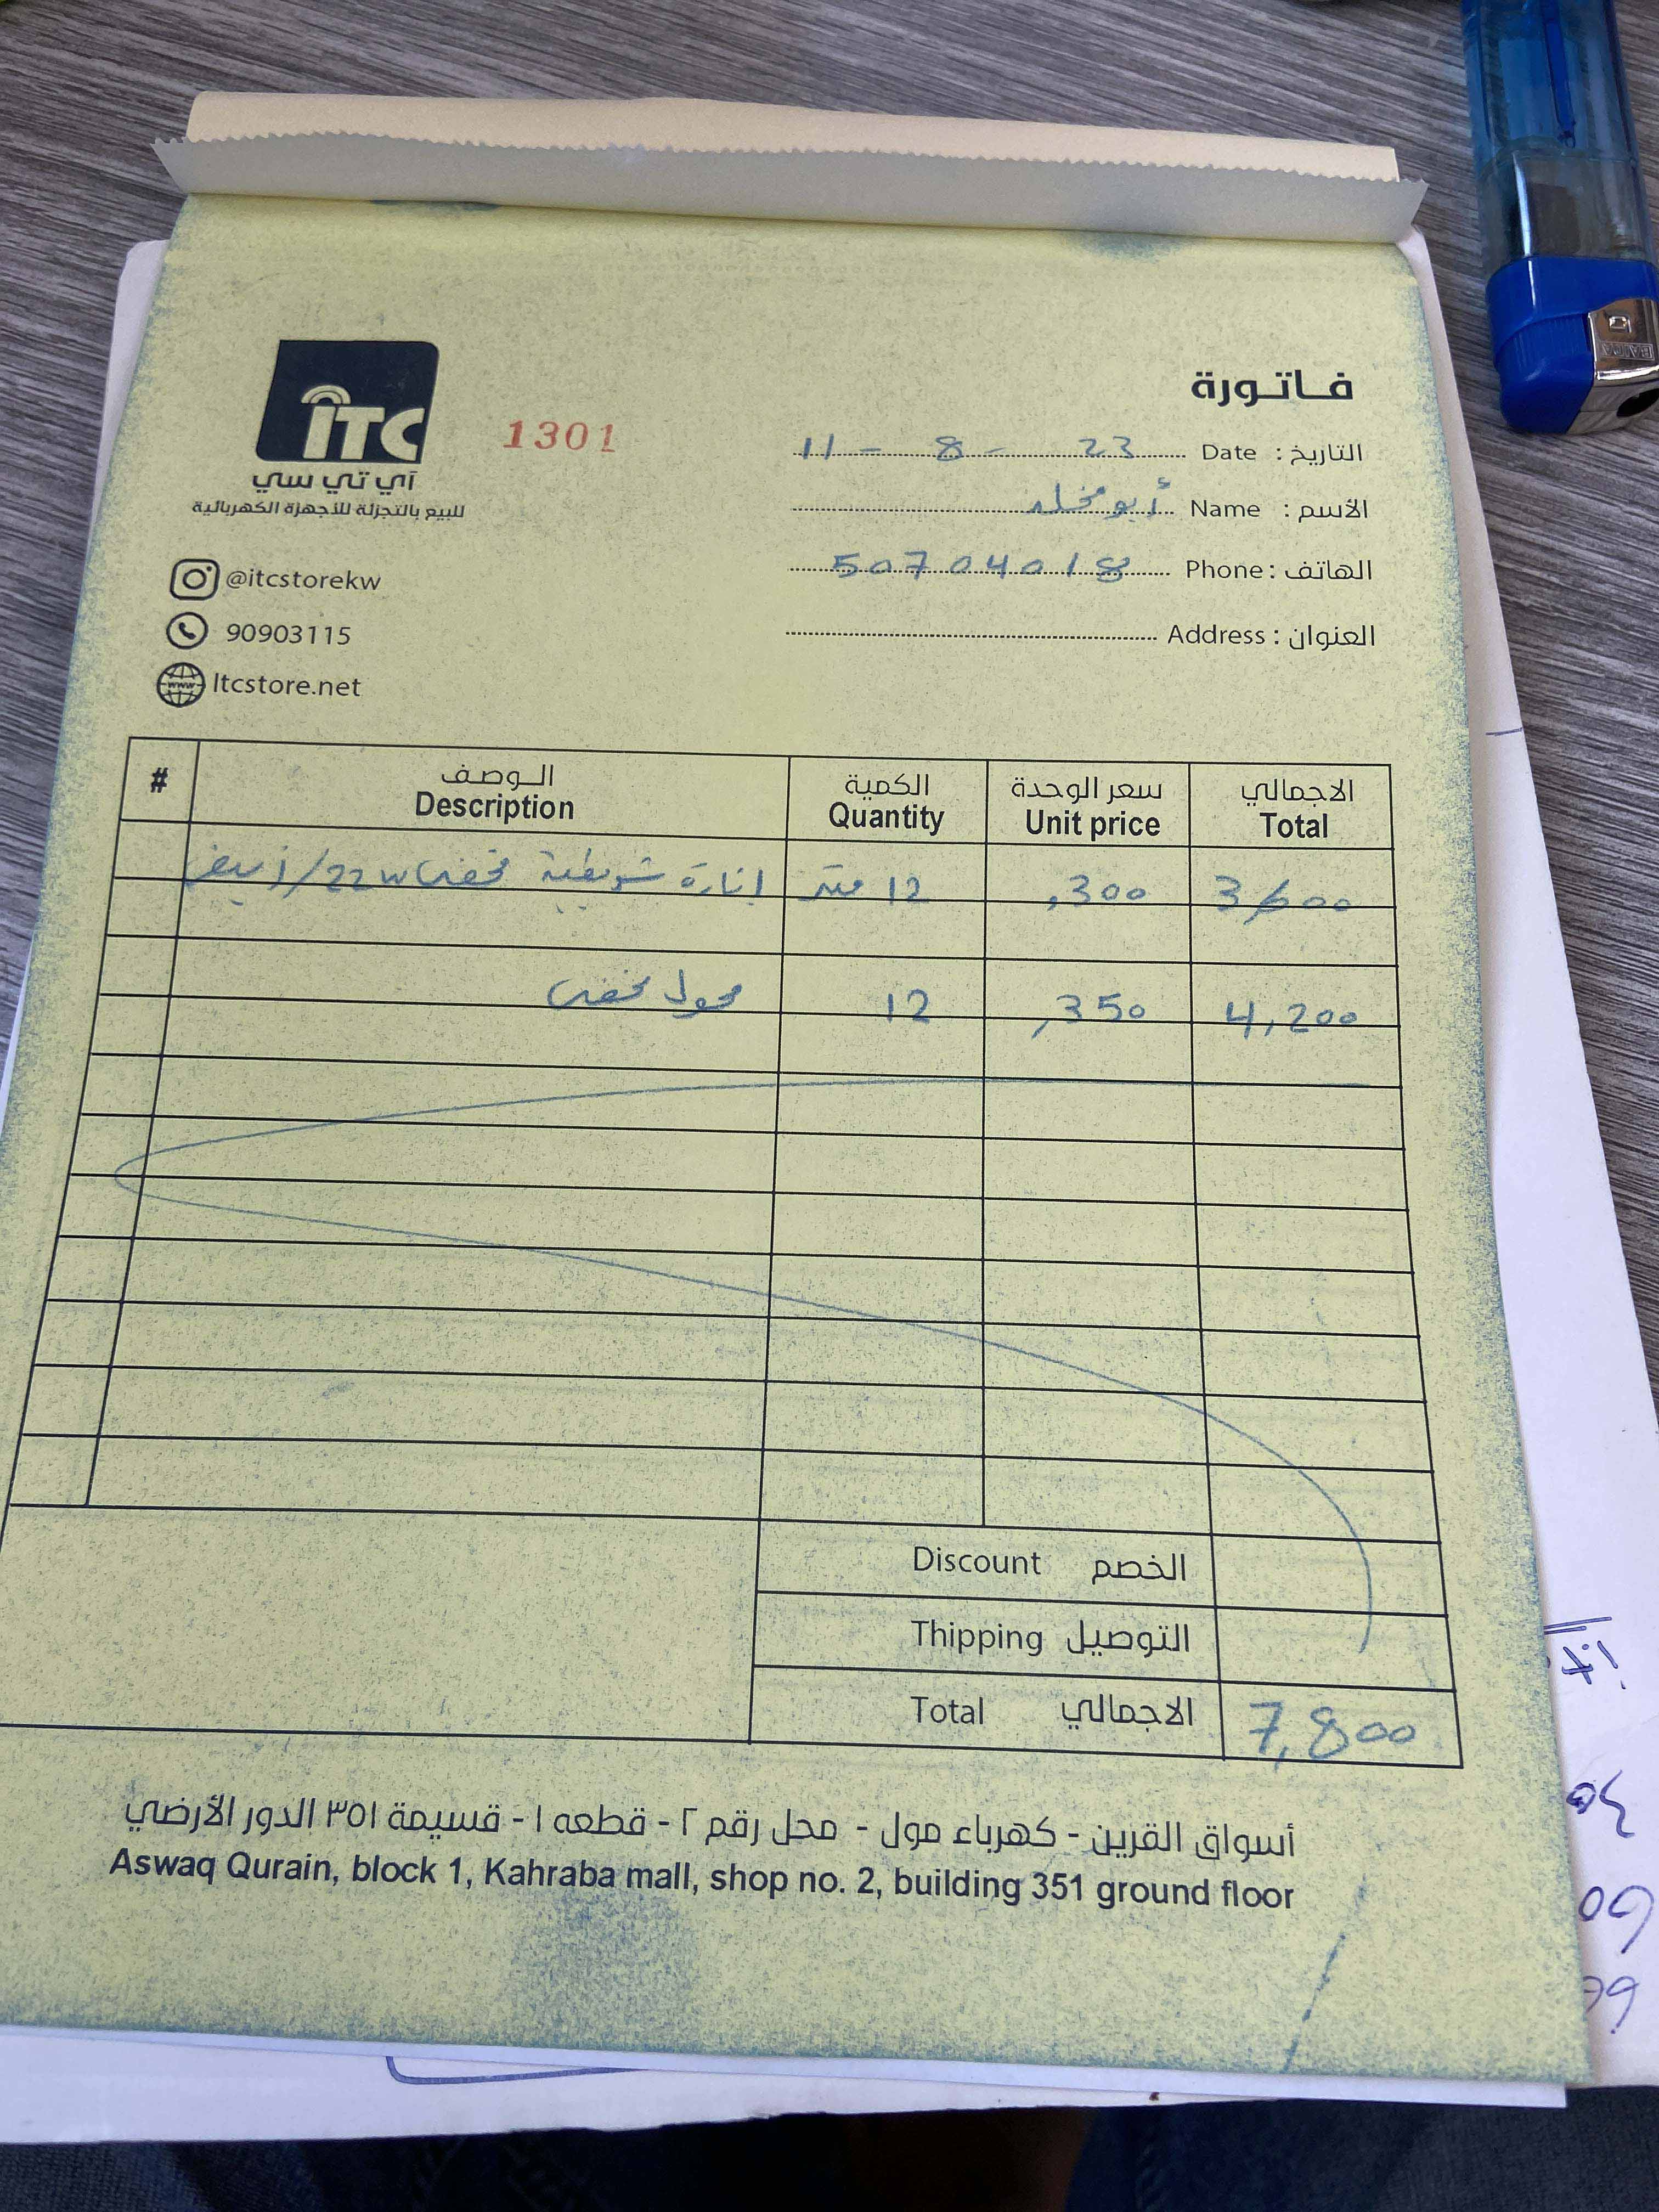 فاتورة
iTC
آي تي سي
للبيع بالتجزئة للأجهزة الكهربائية
1301
التاريخ : Date 11 - 8 - 23
الأسم : Name أبو مخلد
الهاتف : Phone 50704018
العنوان : Address
@itcstorekw
90903115
Itcstore.net
# الوصف الكمية سعر الوحدة الاجمالي
Description Quantity Unit price Total
إنارة شريطية مخفي 22w/أبيض 12 متر ,300 3,600
محول مخفي 12 ,350 4,200
Discount الخصم
Thipping التوصيل
Total الاجمالي 7,800
أسواق القرين - كهرباء مول - محل رقم ٢ - قطعه ١ - قسيمة ٣٥١ الدور الأرضي
Aswaq Qurain, block 1, Kahraba mall, shop no. 2, building 351 ground floor